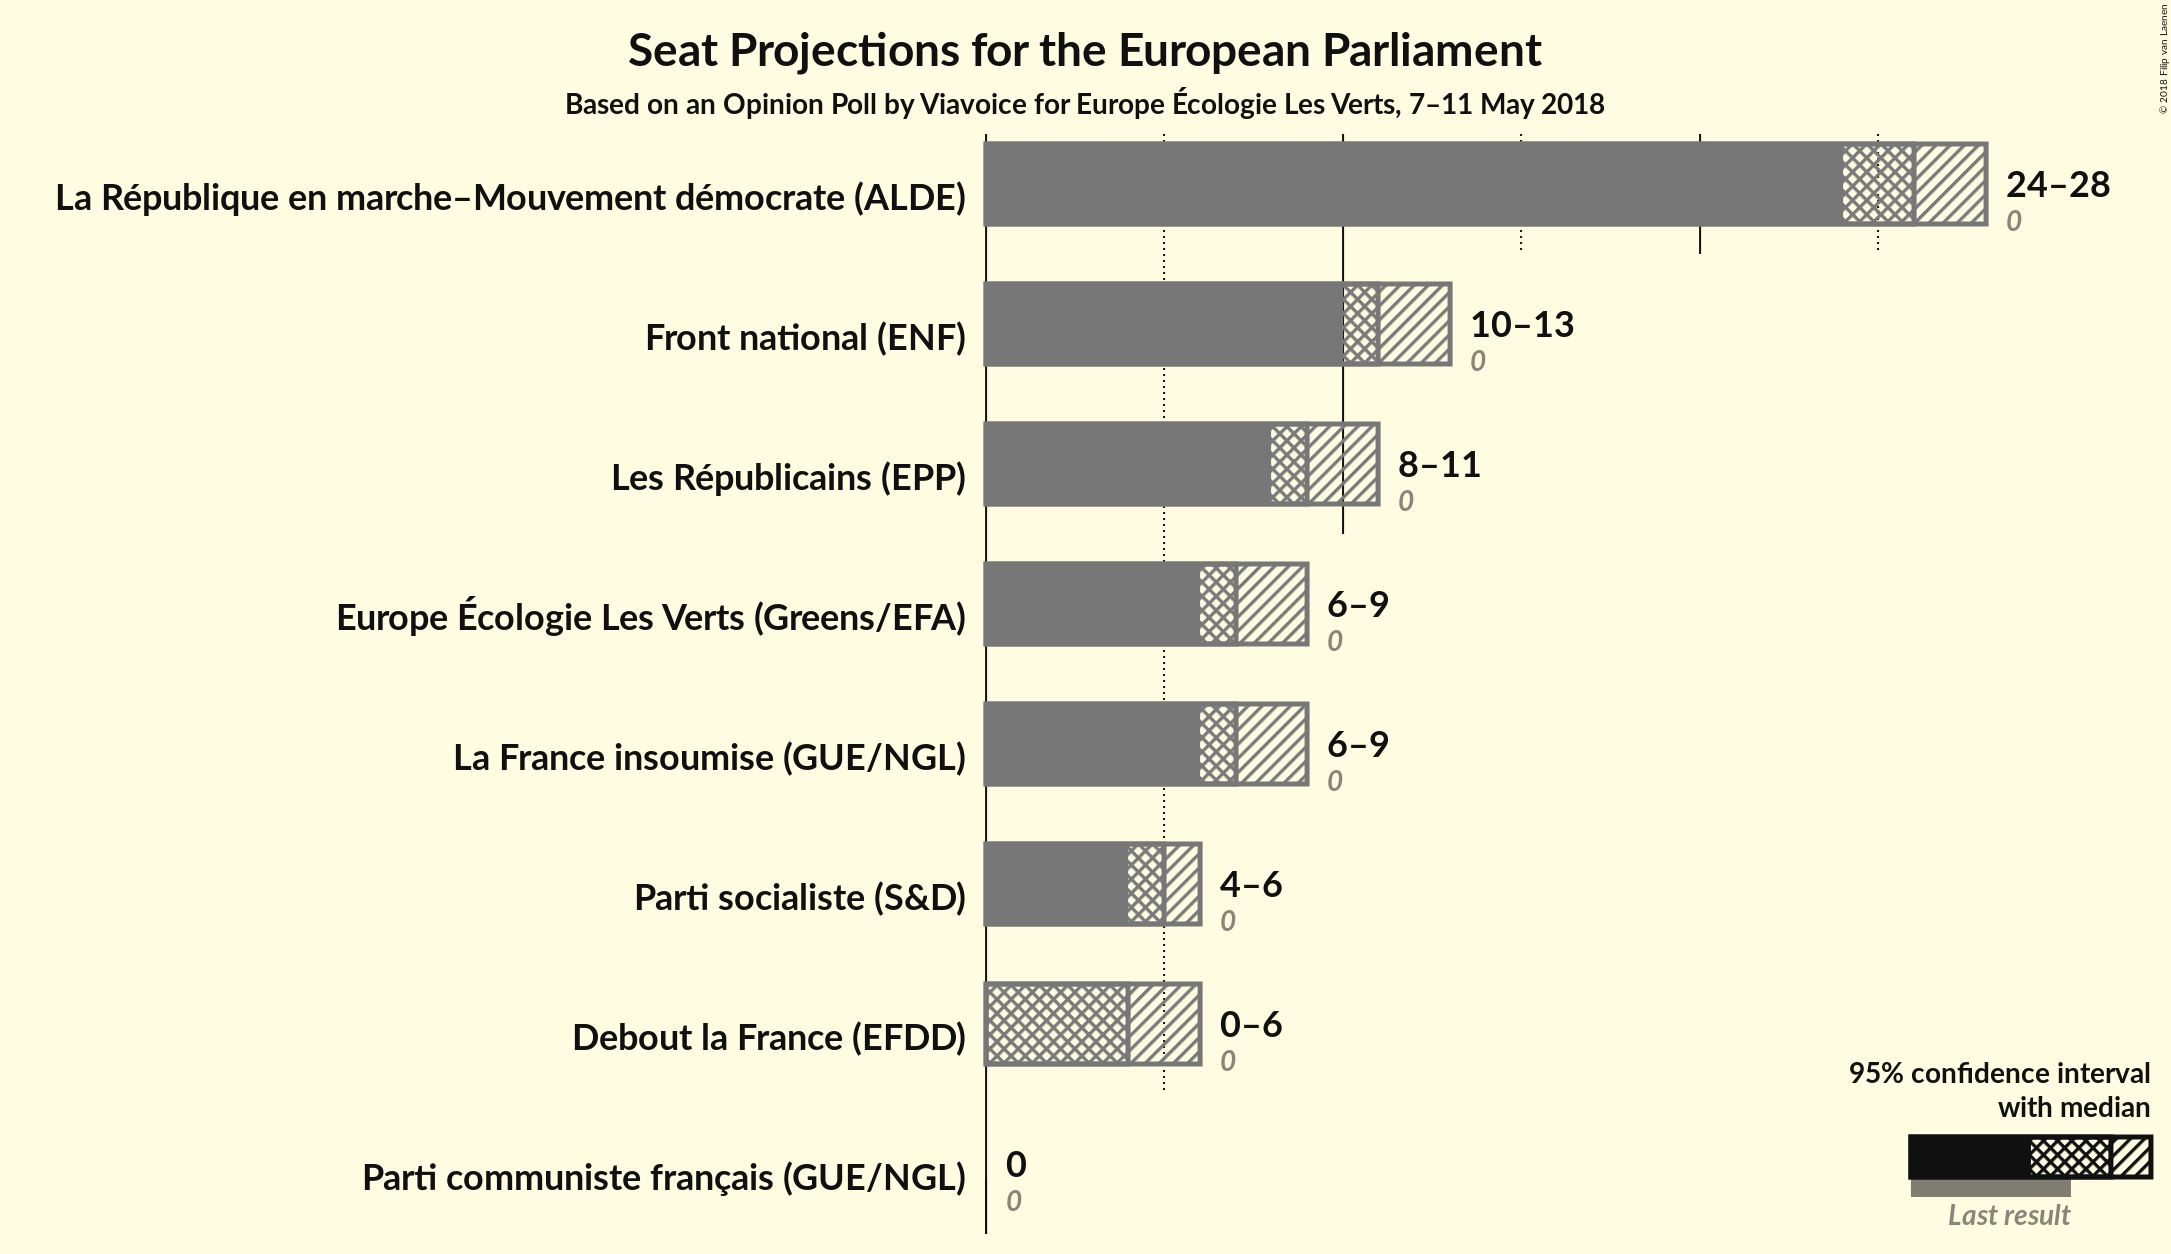 Seat Projections for the European Parliament
Based on an Opinion Poll by Viavoice for Europe Écologie Les Verts, 7–11 May 2018
© 2018 Filip van Laenen
La République en marche–Mouvement démocrate (ALDE)
24–28
0
Front national (ENF)
10–13
0
Les Républicains (EPP)
8–11
0
Europe Écologie Les Verts (Greens/EFA)
6–9
0
La France insoumise (GUE/NGL)
6–9
0
Parti socialiste (S&D)
4–6
0
Debout la France (EFDD)
0–6
0
Parti communiste français (GUE/NGL)
0
0
95% confidence interval
with median
Last result